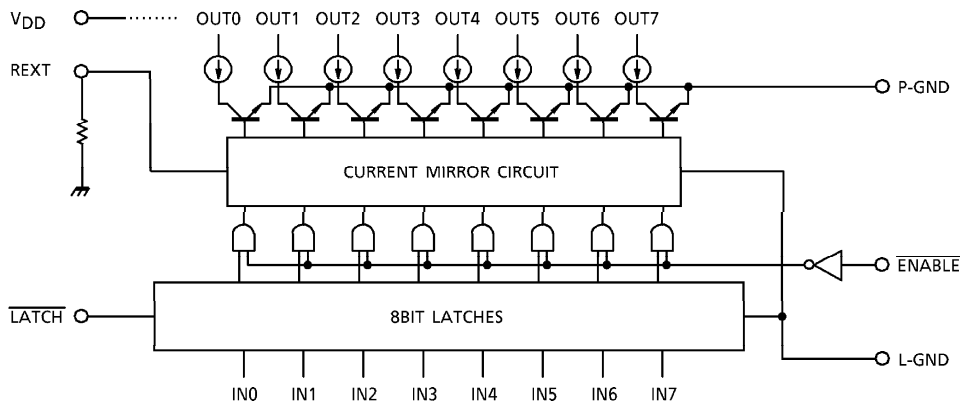 VDD OUT0 OUT1 OUT2 OUT3 OUT4 OUT5 OUT6 OUT7
REXT
P-GND
CURRENT MIRROR CIRCUIT
ENABLE
LATCH
8BIT LATCHES
L-GND
IN0 IN1 IN2 IN3 IN4 IN5 IN6 IN7